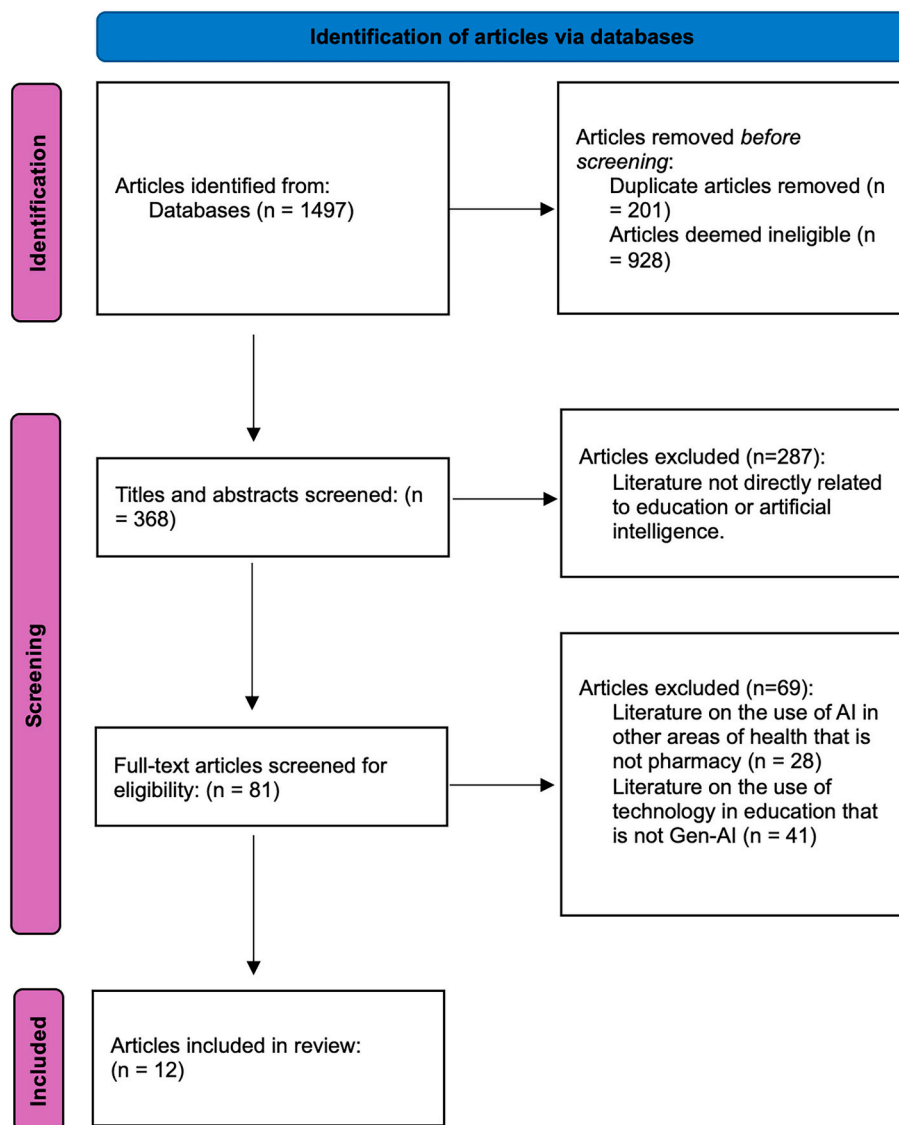 Identification of articles via databases
Identification
Articles identified from:
Databases (n = 1497)
Articles removed before
screening:
Duplicate articles removed (n
= 201)
Articles deemed ineligible (n
= 928)
Screening
Titles and abstracts screened: (n
= 368)
Articles excluded (n=287):
Literature not directly related
to education or artificial
intelligence.
Full-text articles screened for
eligibility: (n = 81)
Articles excluded (n=69):
Literature on the use of AI in
other areas of health that is
not pharmacy (n = 28)
Literature on the use of
technology in education that
is not Gen-AI (n = 41)
Included
Articles included in review:
(n = 12)